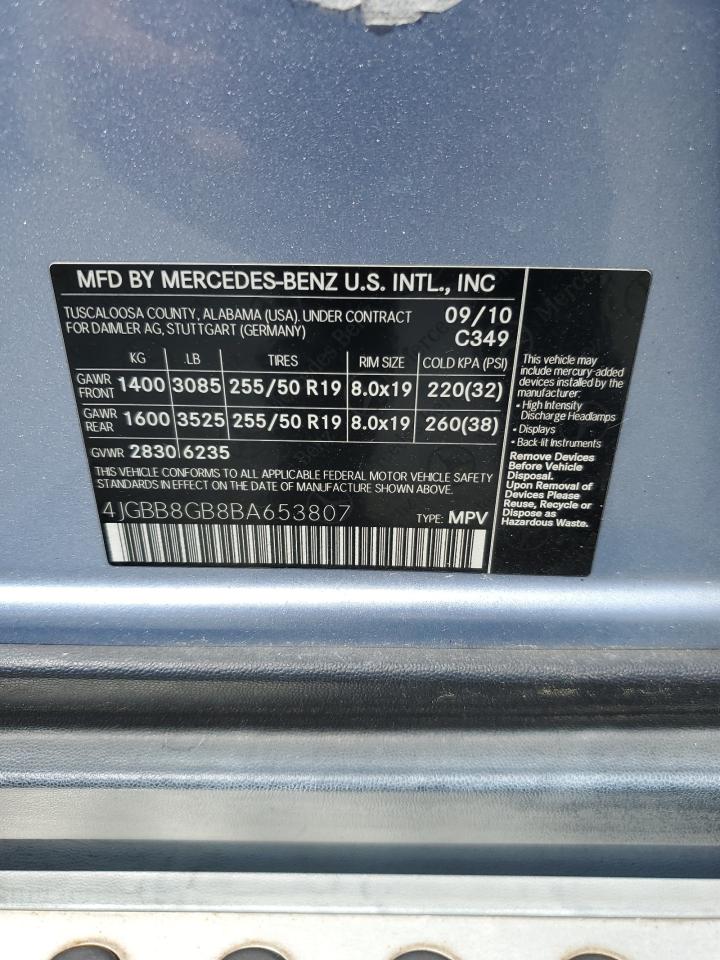 MFD BY MERCEDES-BENZ U.S. INTL., INC
TUSCALOOSA COUNTY, ALABAMA (USA). UNDER CONTRACT
FOR DAIMLER AG, STUTTGART (GERMANY)
09/10
C349
KG LB TIRES RIM SIZE COLD KPA (PSI)
GAWR FRONT 1400 3085 255/50 R19 8.0x19 220(32)
GAWR REAR 1600 3525 255/50 R19 8.0x19 260(38)
GVWR 2830 6235
THIS VEHICLE CONFORMS TO ALL APPLICABLE FEDERAL MOTOR VEHICLE SAFETY
STANDARDS IN EFFECT ON THE DATE OF MANUFACTURE SHOWN ABOVE.
4JGBB8GB8BA653807
TYPE: MPV
This vehicle may
include mercury-added
devices installed by the
manufacturer:
• High Intensity
Discharge Headlamps
• Displays
• Back-lit Instruments
Remove Devices
Before Vehicle
Disposal.
Upon Removal of
Devices Please
Reuse, Recycle
or Dispose as
Hazardous Waste.